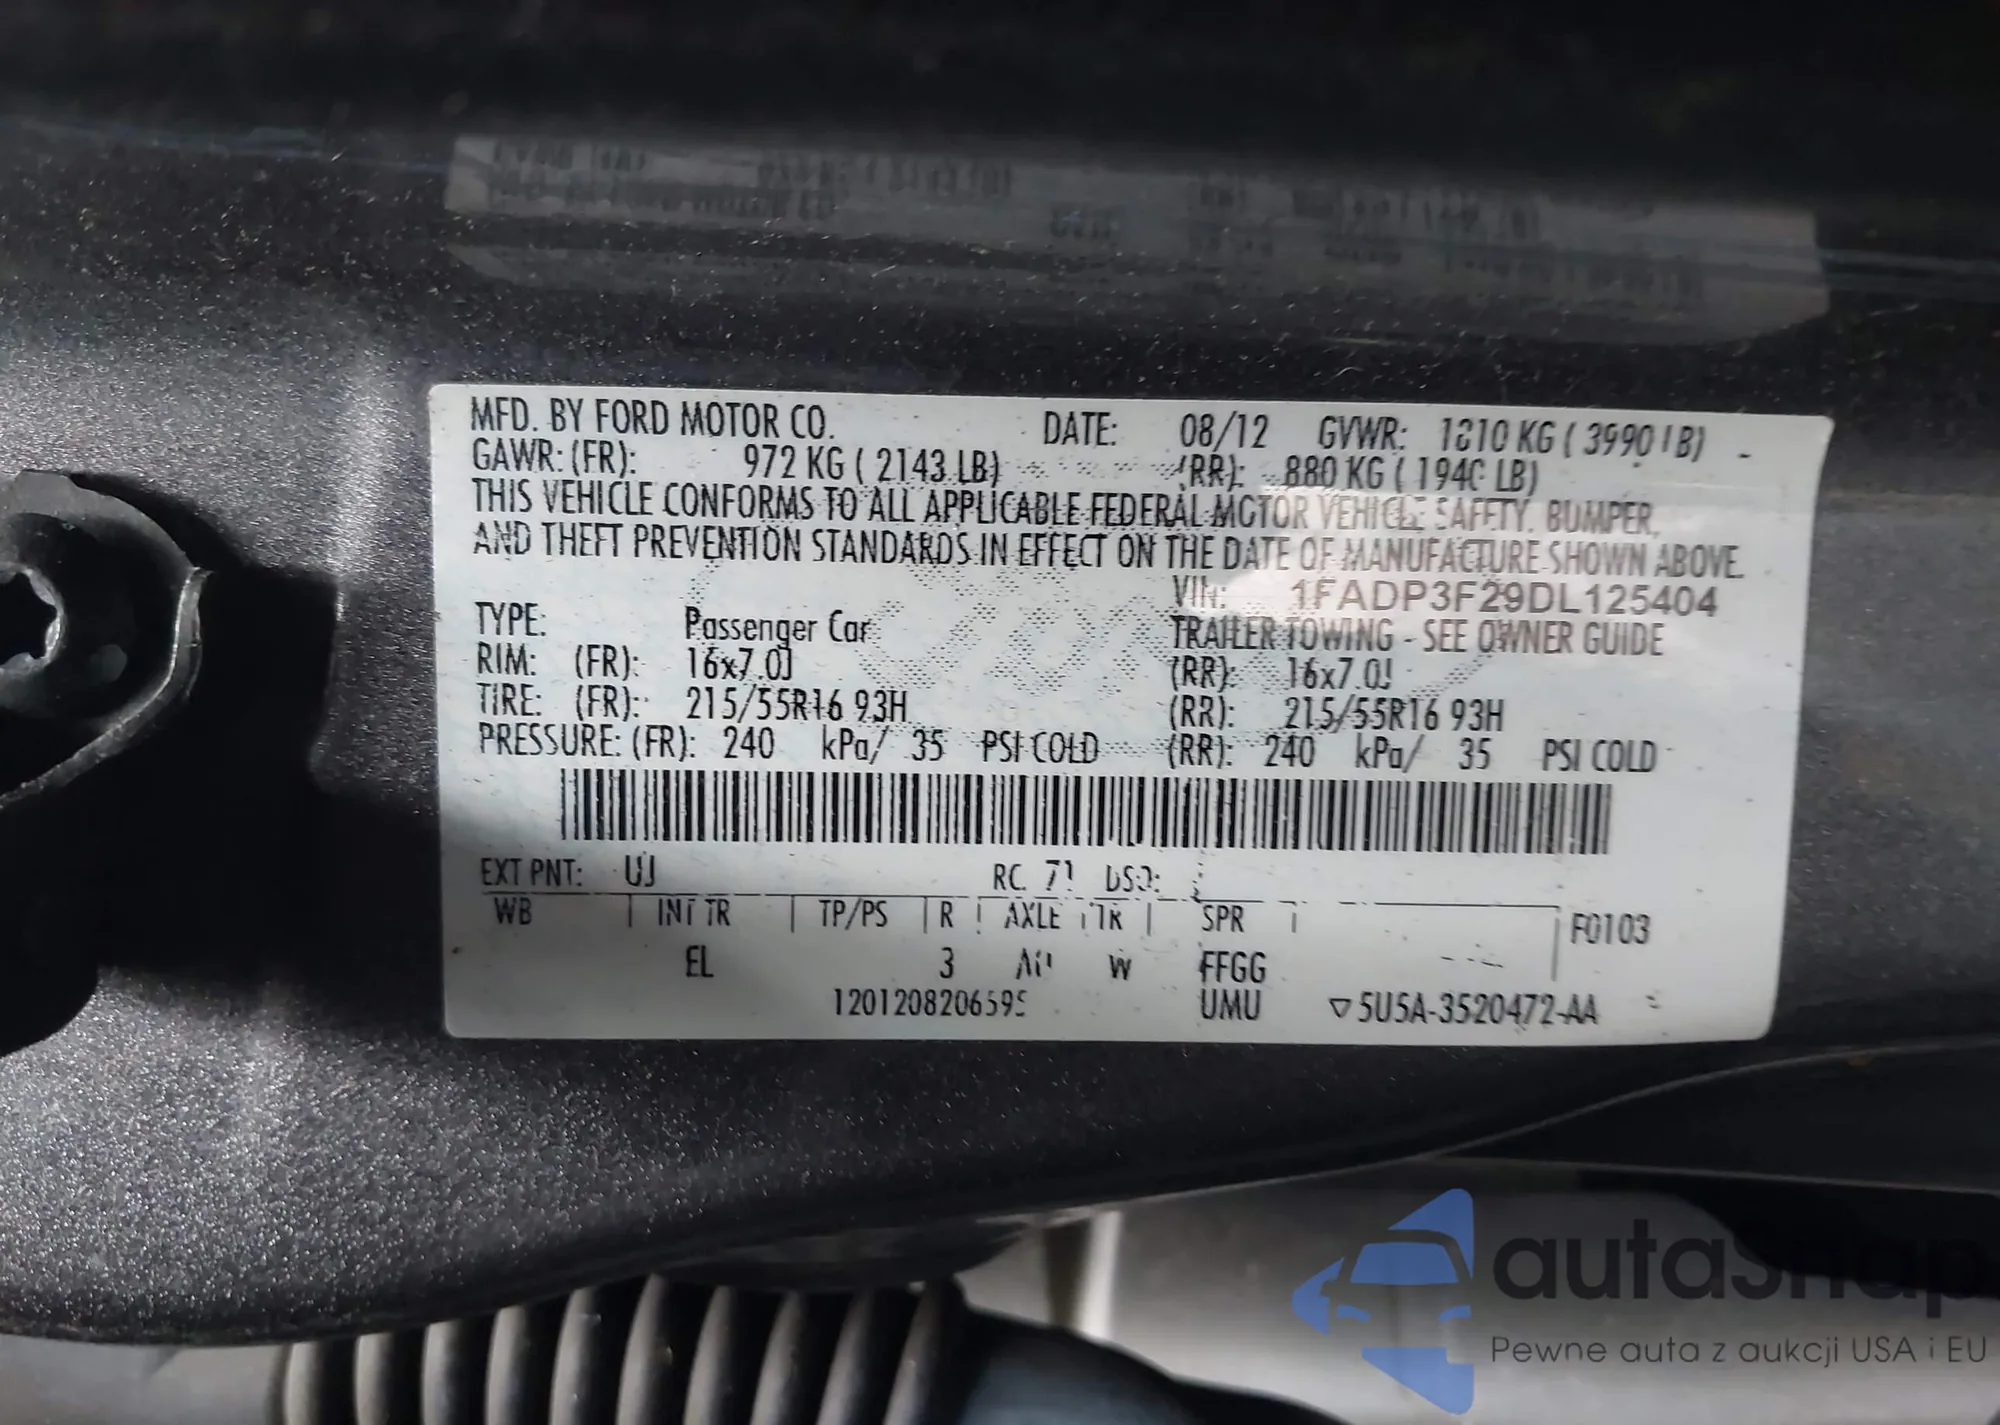 MFD. BY FORD MOTOR CO. DATE: 08/12 GVWR: 1810 KG ( 3990 LB)
GAWR: (FR): 972 KG ( 2143 LB) (RR): 880 KG ( 1940 LB)
THIS VEHICLE CONFORMS TO ALL APPLICABLE FEDERAL MOTOR VEHICLE SAFETY, BUMPER,
AND THEFT PREVENTION STANDARDS IN EFFECT ON THE DATE OF MANUFACTURE SHOWN ABOVE.
VIN: 1FADP3F29DL125404
TYPE: Passenger Car TRAILER TOWING - SEE OWNER GUIDE
RIM: (FR): 16x7.0J (RR): 16x7.0J
TIRE: (FR): 215/55R16 93H (RR): 215/55R16 93H
PRESSURE: (FR): 240 kPa/ 35 PSI COLD (RR): 240 kPa/ 35 PSI COLD
EXT PNT: UJ RC: 71 DSO:
WB INT TR TP/PS R AXLE TR SPR F0103
EL 3 W FFGG
UMU ▽5U5A-3520472-AA
autasnap
Pewne auta z aukcji USA i EU